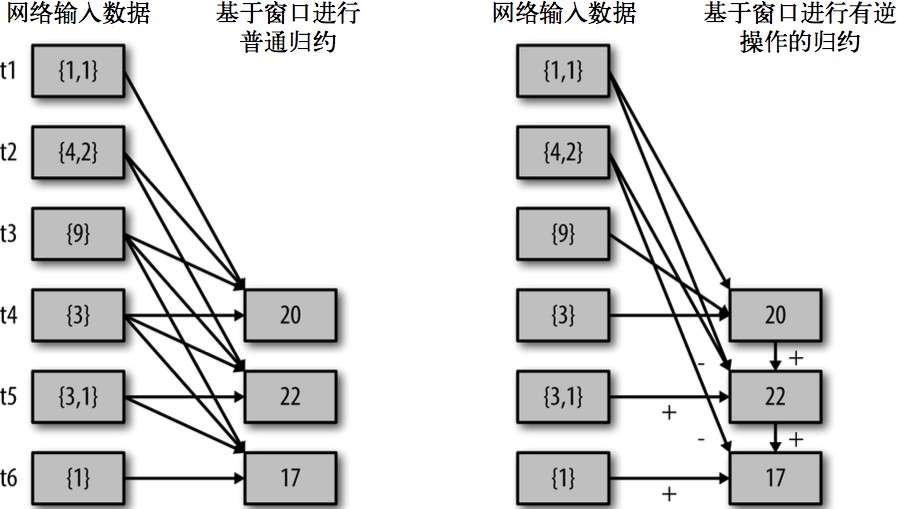 网络输入数据
基于窗口进行
普通归约
网络输入数据
基于窗口进行有逆
操作的归约
t1
{1,1}
{1,1}
t2
{4,2}
{4,2}
t3
{9}
{9}
t4
{3}
20
{3}
20
-
+
t5
{3,1}
22
{3,1}
+
22
-
+
t6
{1}
17
{1}
+
17